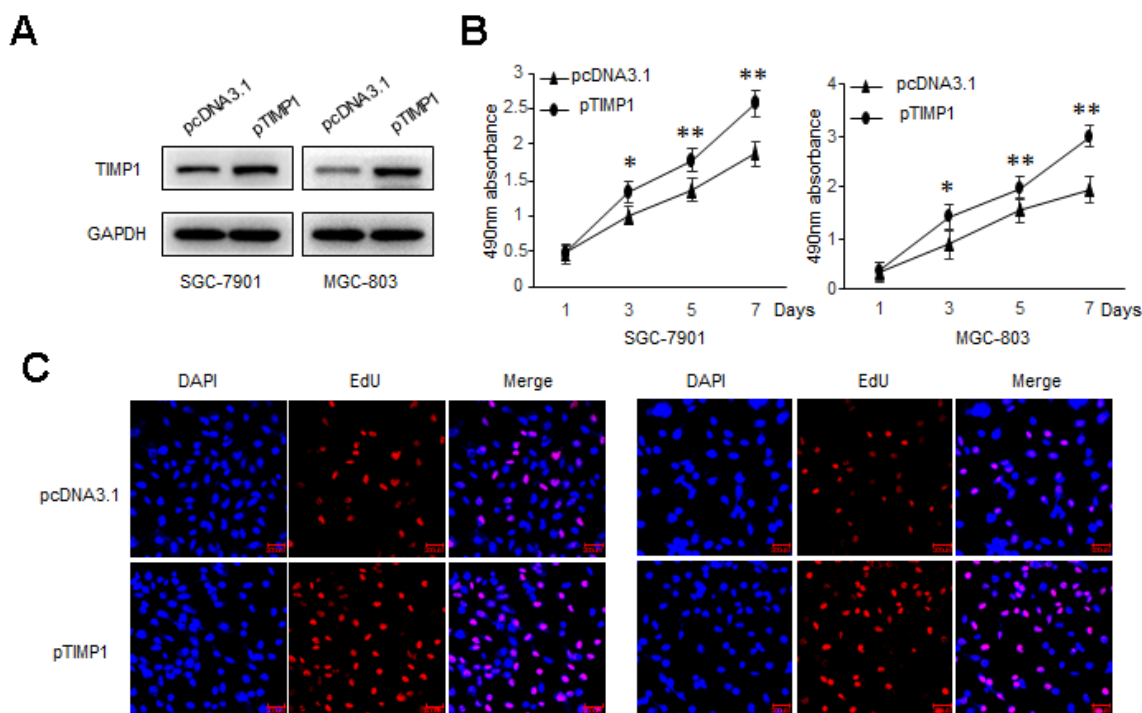 A
pcDNA3.1 pTIMP1 pcDNA3.1 pTIMP1
TIMP1
GAPDH
SGC-7901 MGC-803
B
pcDNA3.1
pTIMP1
490nm absorbance
3
2.5
2
1.5
1
0.5
0
* ** **
1 3 5 7 Days
SGC-7901
pcDNA3.1
pTIMP1
490nm absorbance
4
3
2
1
0
* ** **
1 3 5 7 Days
MGC-803
C
DAPI EdU Merge DAPI EdU Merge
pcDNA3.1
pTIMP1